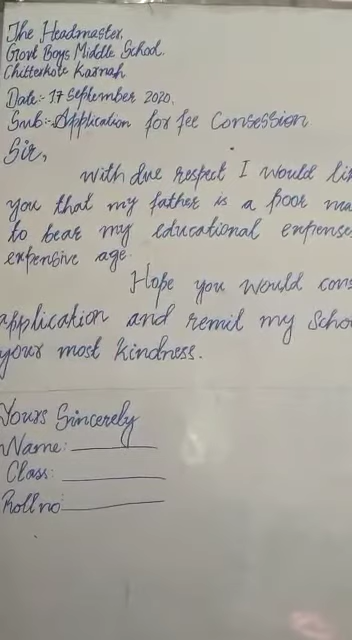 The Headmaster,
Govt Boys Middle School,
Chitterkote Karnah
Date:- 17 September 2020.
Sub:- Application for fee Consession
Sir,
with due respect I would
you that my father is a poor
to bear my educational
expensive age.
Hope you would
application and remit my
your most kindness.
Yours Sincerely
Name:
Class:
Roll no: